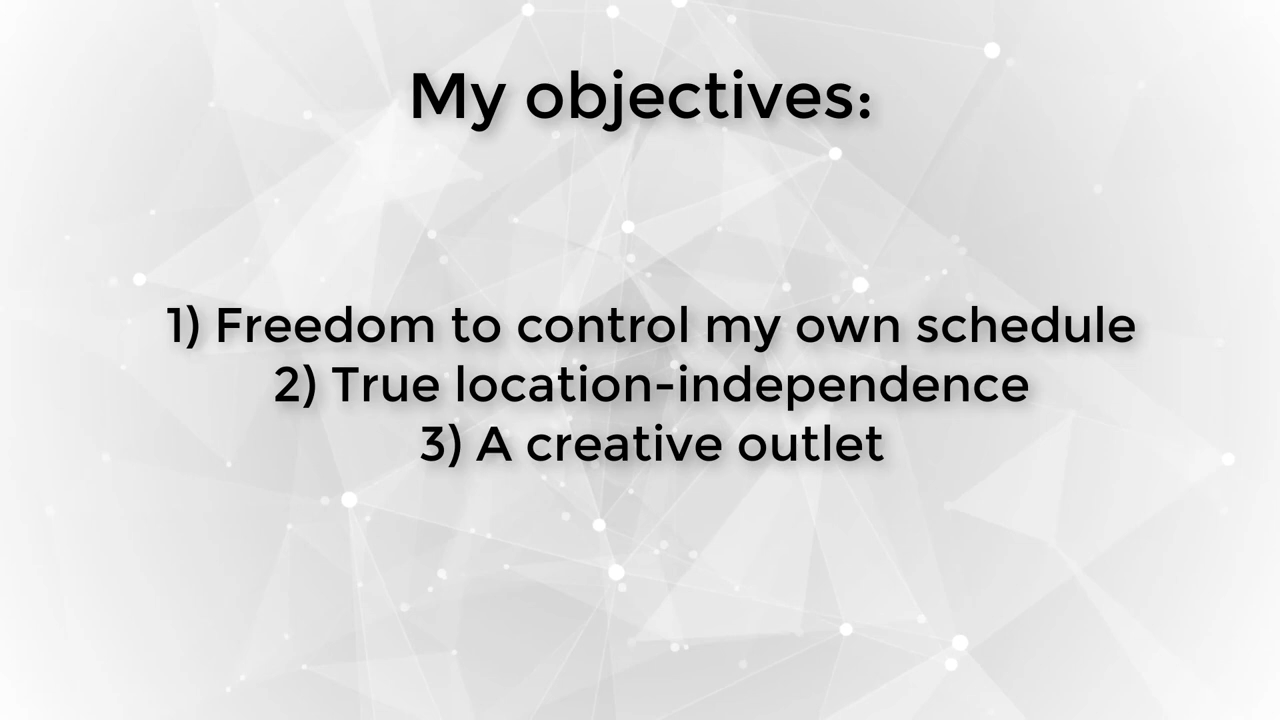 My objectives:
1) Freedom to control my own schedule
2) True location-independence
3) A creative outlet